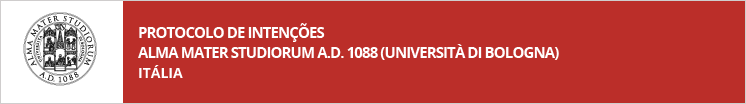 ALMA MATER STUDIORUM
A.D. 1088
PROTOCOLO DE INTENÇÕES
ALMA MATER STUDIORUM A.D. 1088 (UNIVERSITÀ DI BOLOGNA)
ITÁLIA